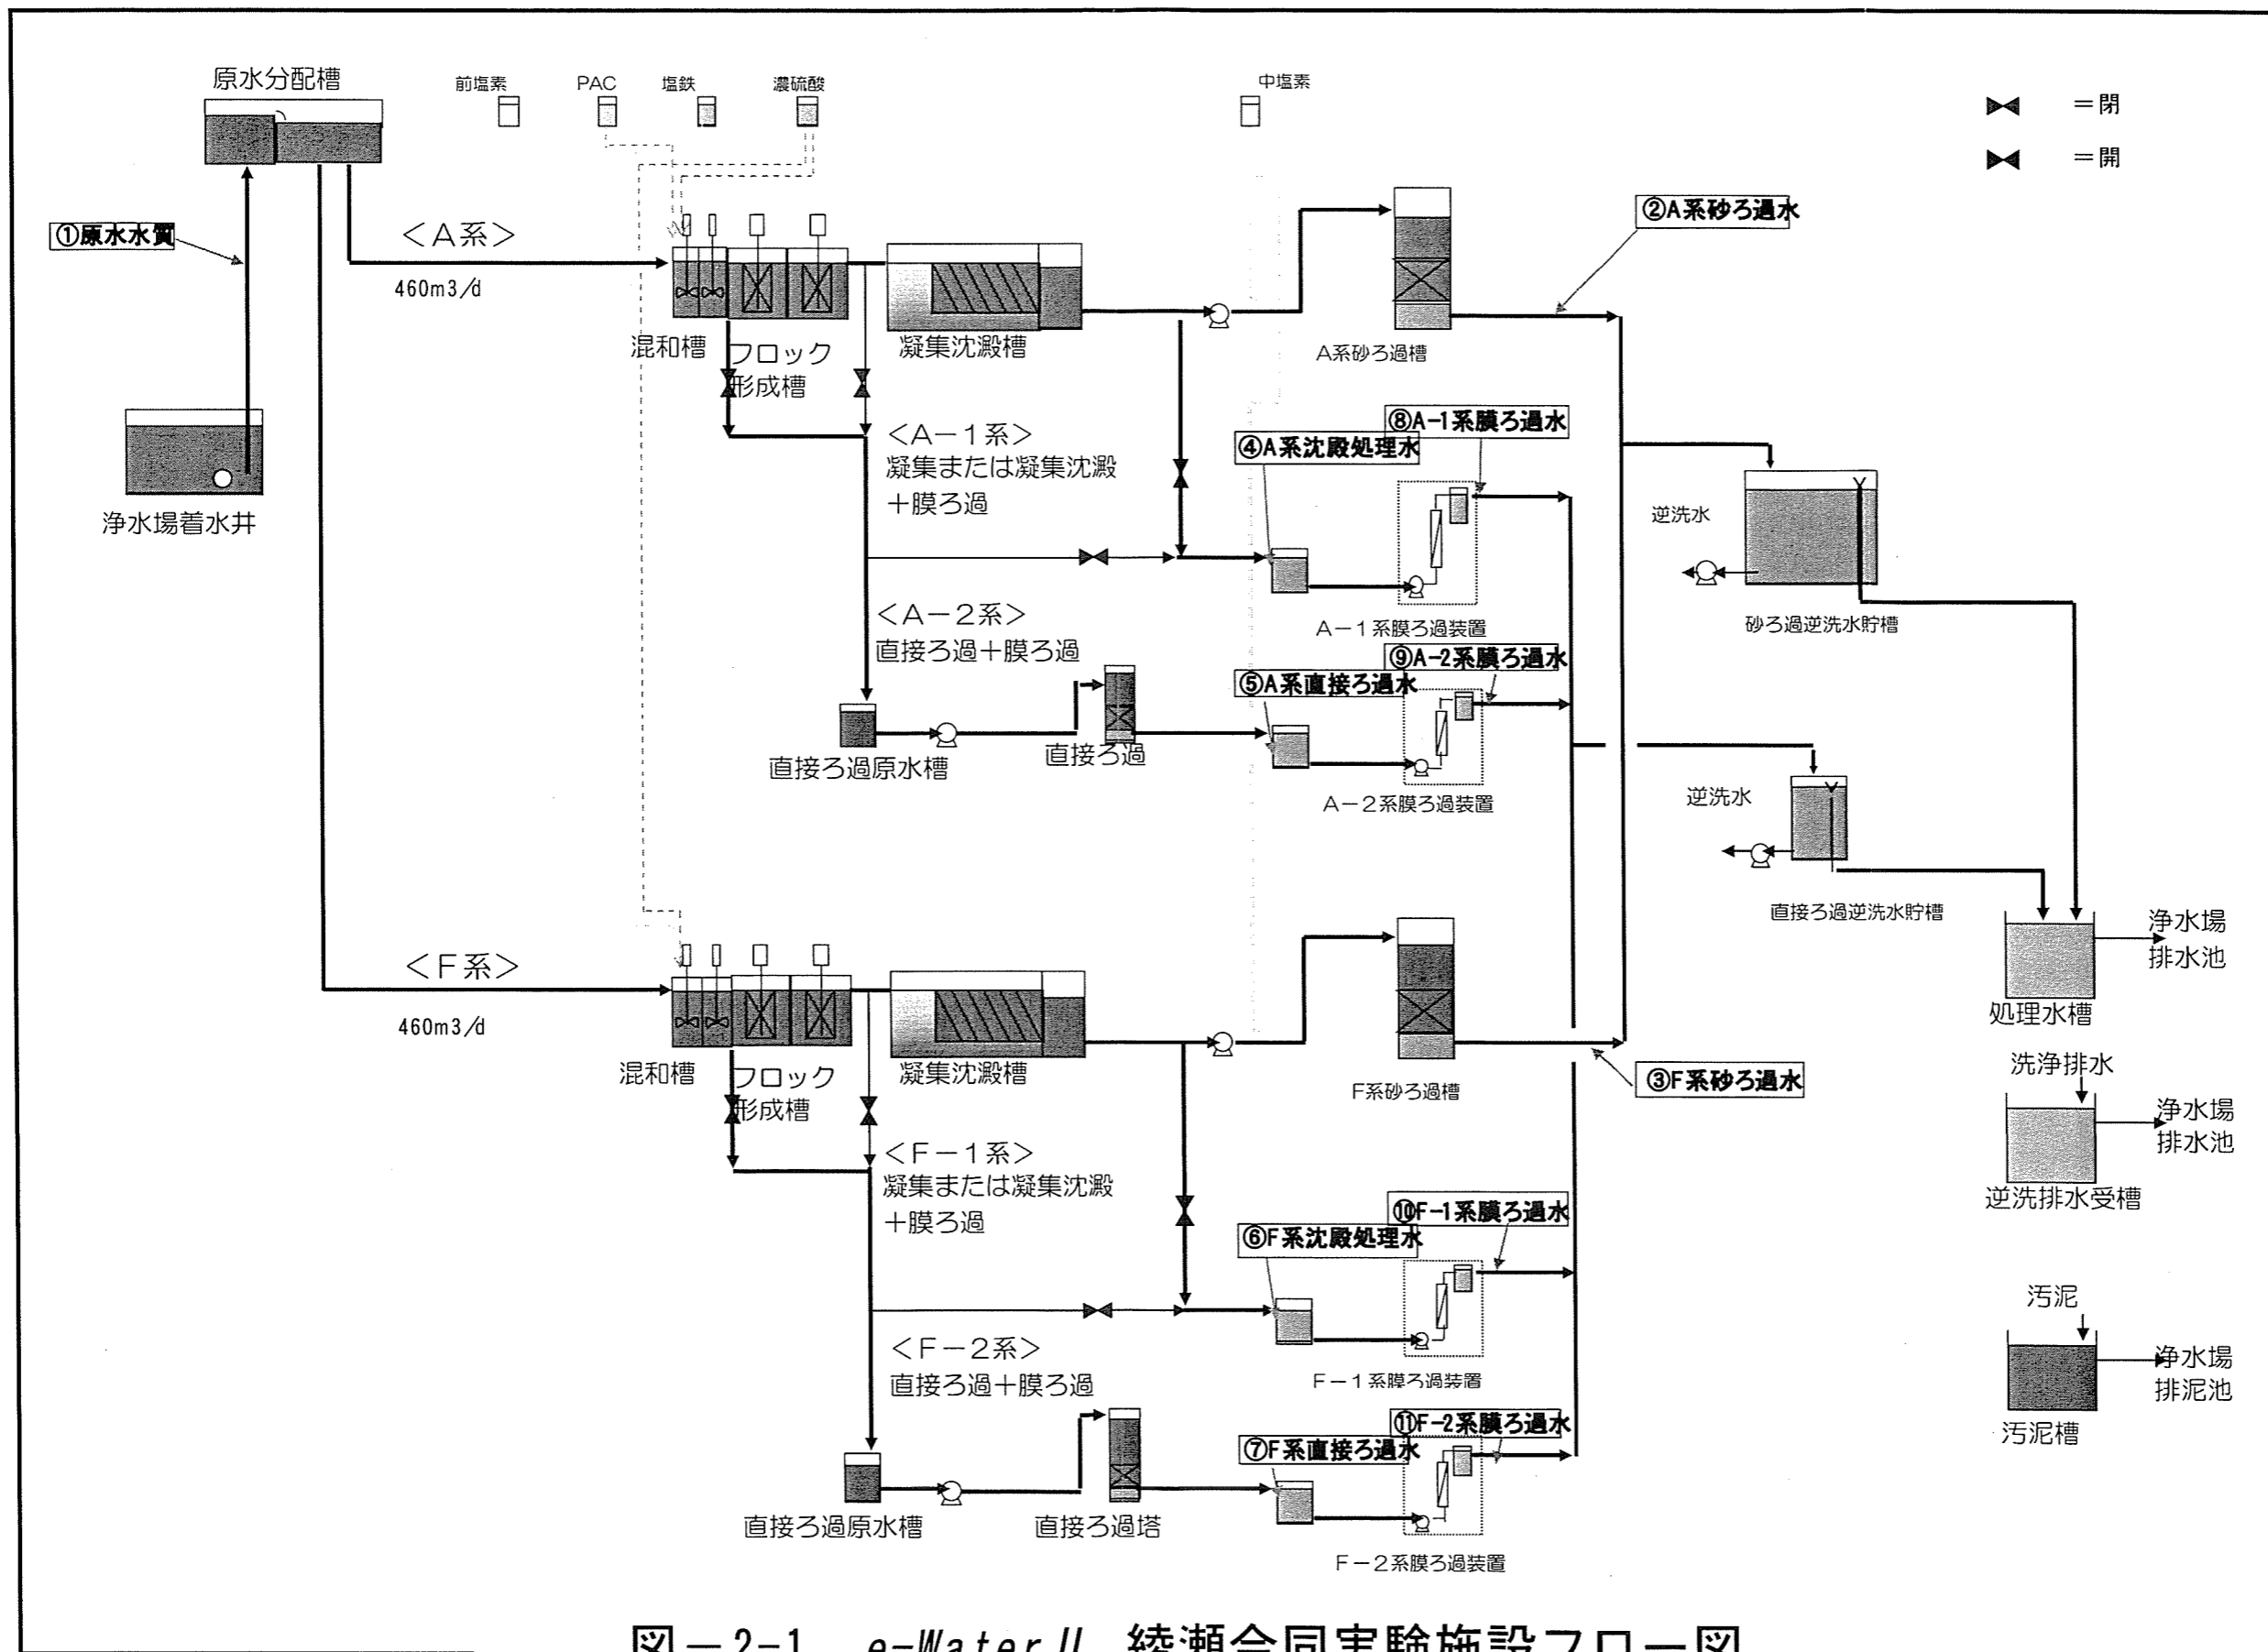 原水分配槽
前塩素
PAC
塩鉄
濃硫酸
中塩素
=閉
=開
①原水水質
<A系>
460m3/d
②A系砂ろ過水
混和槽
フロック
形成槽
凝集沈澱槽
A系砂ろ過槽
浄水場着水井
<A-1系>
凝集または凝集沈澱
+膜ろ過
④A系沈殿処理水
⑧A-1系膜ろ過水
逆洗水
砂ろ過逆洗水貯槽
A-1系膜ろ過装置
<A-2系>
直接ろ過+膜ろ過
⑨A-2系膜ろ過水
⑤A系直接ろ過水
直接ろ過原水槽
直接ろ過
A-2系膜ろ過装置
逆洗水
直接ろ過逆洗水貯槽
浄水場
排水池
処理水槽
<F系>
460m3/d
混和槽
フロック
形成槽
凝集沈澱槽
F系砂ろ過槽
③F系砂ろ過水
洗浄排水
浄水場
排水池
逆洗排水受槽
<F-1系>
凝集または凝集沈澱
+膜ろ過
⑩F-1系膜ろ過水
⑥F系沈殿処理水
F-1系膜ろ過装置
<F-2系>
直接ろ過+膜ろ過
汚泥
浄水場
排泥池
汚泥槽
⑪F-2系膜ろ過水
⑦F系直接ろ過水
直接ろ過原水槽
直接ろ過塔
F-2系膜ろ過装置
図-2-1 e-WaterⅡ 綾瀬合同実験施設フロー図